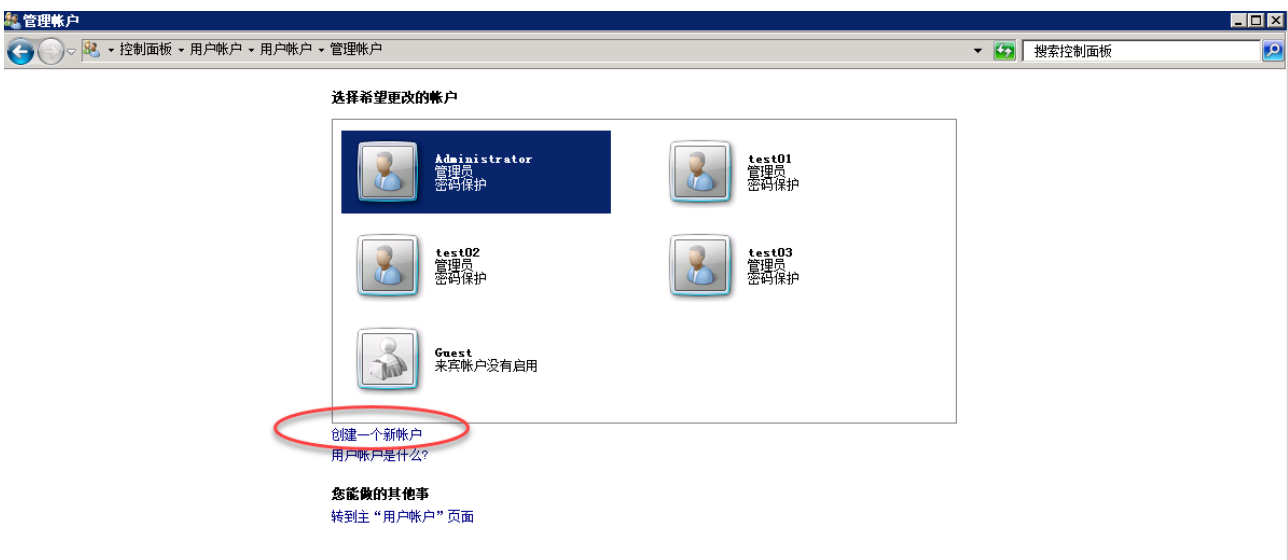 管理帐户
控制面板 用户帐户 用户帐户 管理帐户 搜索控制面板
选择希望更改的帐户
Administrator
管理员
密码保护
test01
管理员
密码保护
test02
管理员
密码保护
test03
管理员
密码保护
Guest
来宾帐户没有启用
创建一个新帐户
用户帐户是什么?
您能做的其他事
转到主“用户帐户”页面